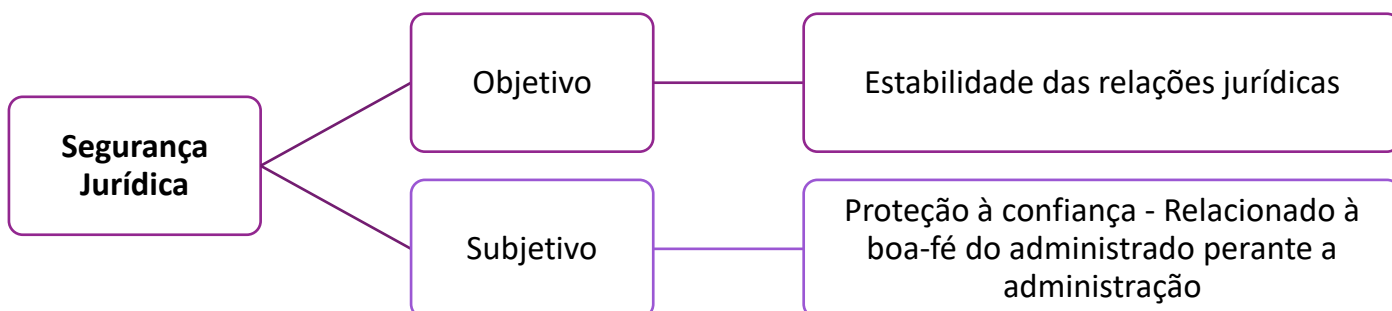 Segurança
Jurídica
Objetivo
Estabilidade das relações jurídicas
Subjetivo
Proteção à confiança - Relacionado à
boa-fé do administrado perante a
administração